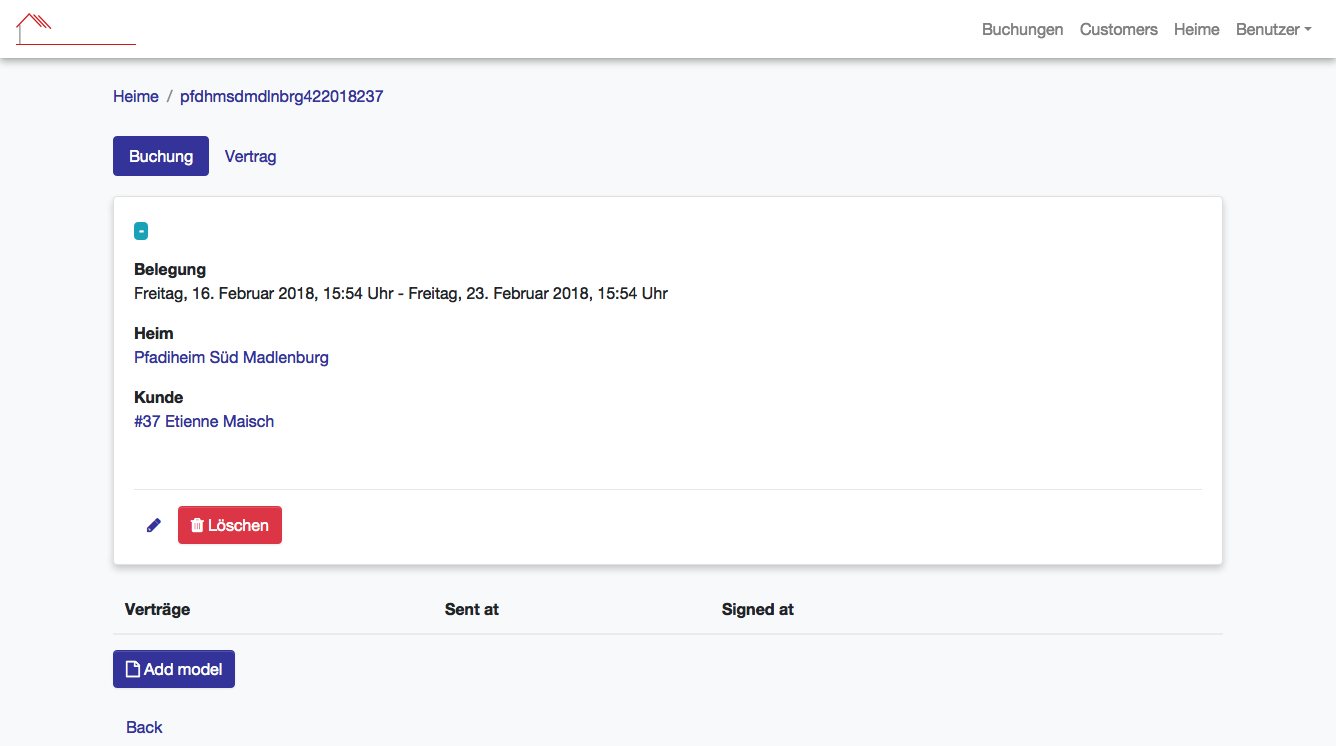 Buchungen Customers Heime Benutzer
Heime / pfdhmsdmdlnbrg422018237
Buchung Vertrag
-
Belegung
Freitag, 16. Februar 2018, 15:54 Uhr - Freitag, 23. Februar 2018, 15:54 Uhr
Heim
Pfadiheim Süd Madlenburg
Kunde
#37 Etienne Maisch
Löschen
Verträge Sent at Signed at
Add model
Back